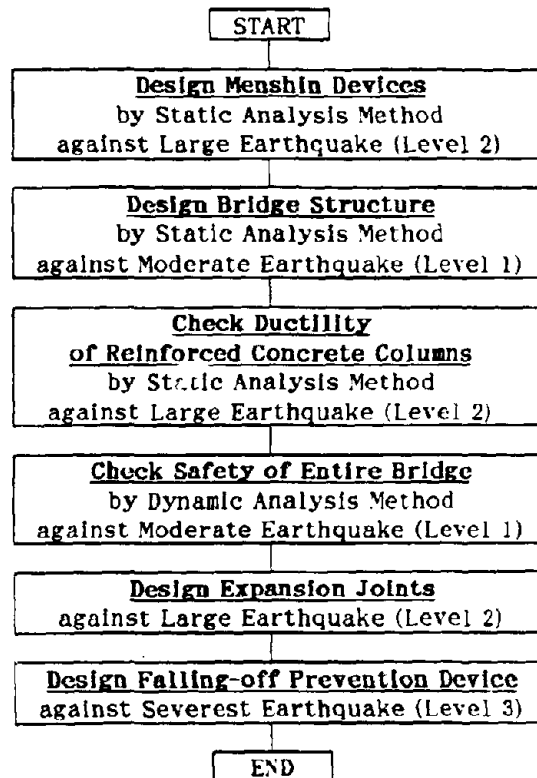 START
Design Menshin Devices
by Static Analysis Method
against Large Earthquake (Level 2)
Design Bridge Structure
by Static Analysis Method
against Moderate Earthquake (Level 1)
Check Ductility
of Reinforced Concrete Columns
by Static Analysis Method
against Large Earthquake (Level 2)
Check Safety of Entire Bridge
by Dynamic Analysis Method
against Moderate Earthquake (Level 1)
Design Expansion Joints
against Large Earthquake (Level 2)
Design Falling-off Prevention Device
against Severest Earthquake (Level 3)
END